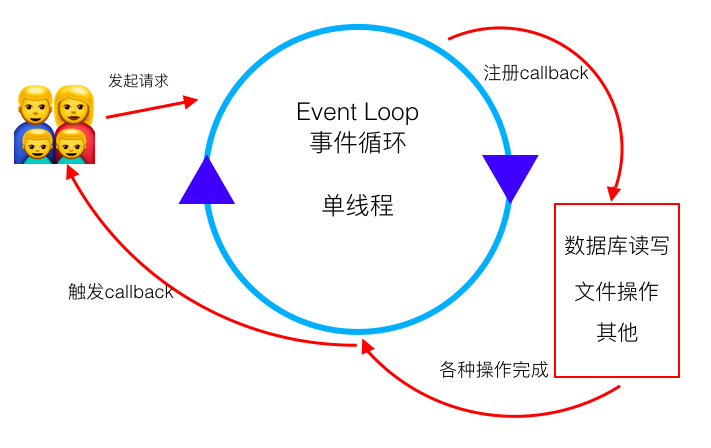 发起请求
注册callback
Event Loop
事件循环
单线程
数据库读写
文件操作
其他
触发callback
各种操作完成